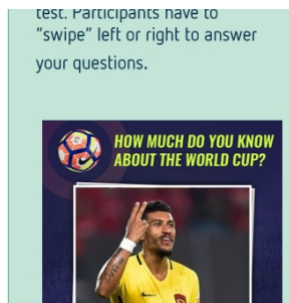 test. Participants have to
"swipe" left or right to answer
your questions.
HOW MUCH DO YOU KNOW
ABOUT THE WORLD CUP?